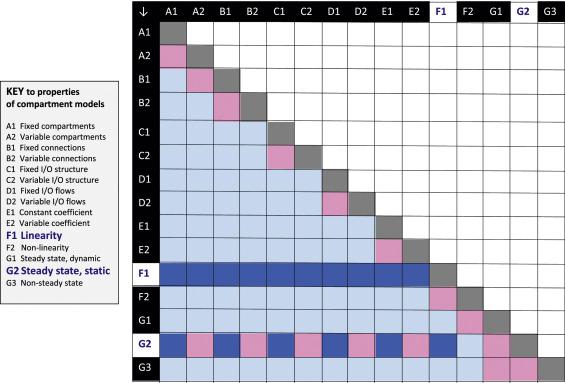 ↓ A1 A2 B1 B2 C1 C2 D1 D2 E1 E2 F1 F2 G1 G2 G3
A1
A2
B1
B2
C1
C2
D1
D2
E1
E2
F1
F2
G1
G2
G3
KEY to properties
of compartment models
A1 Fixed compartments
A2 Variable compartments
B1 Fixed connections
B2 Variable connections
C1 Fixed I/O structure
C2 Variable I/O structure
D1 Fixed I/O flows
D2 Variable I/O flows
E1 Constant coefficient
E2 Variable coefficient
F1 Linearity
F2 Non-linearity
G1 Steady state, dynamic
G2 Steady state, static
G3 Non-steady state